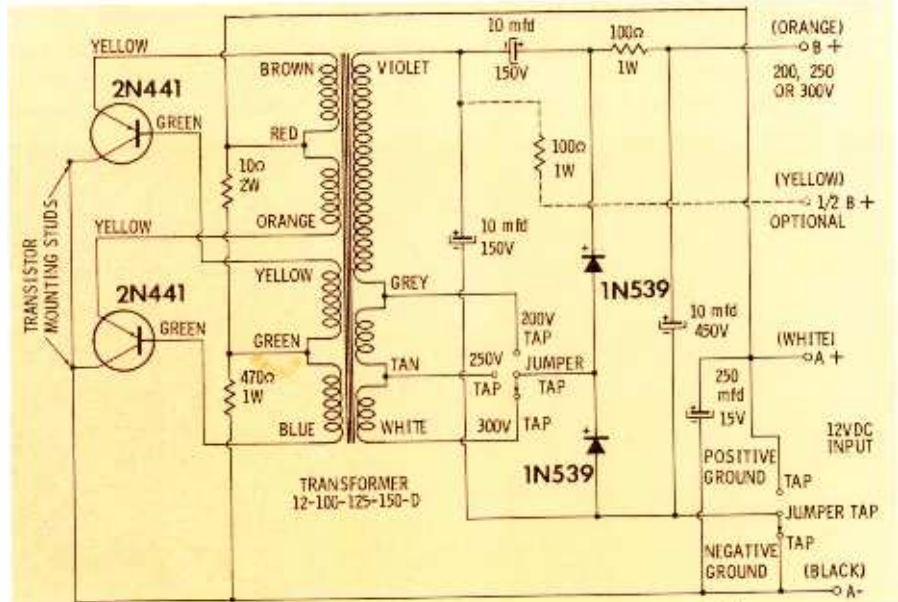 YELLOW
2N441
GREEN
BROWN
RED
10Ω
2W
ORANGE
YELLOW
YELLOW
2N441
GREEN
GREEN
470Ω
1W
BLUE
TRANSISTOR
MOUNTING STUDS
VIOLET
GREY
TAN
WHITE
TRANSFORMER
12-100-125-150-D
10 mfd
150V
100Ω
1W
100Ω
1W
10 mfd
150V
200V
TAP
250V
TAP
JUMPER
TAP
300V
TAP
1N539
1N539
10 mfd
450V
(ORANGE)
B +
200, 250
OR 300V
(YELLOW)
1/2 B +
OPTIONAL
(WHITE)
A +
250
mfd
15V
12VDC
INPUT
POSITIVE
GROUND
TAP
JUMPER TAP
TAP
NEGATIVE
GROUND
(BLACK)
A-